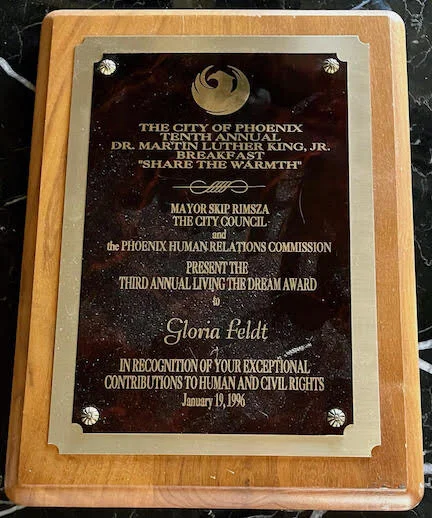 THE CITY OF PHOENIX
TENTH ANNUAL
DR. MARTIN LUTHER KING, JR.
BREAKFAST
"SHARE THE WARMTH"
MAYOR SKIP RIMSZA
THE CITY COUNCIL
and
the PHOENIX HUMAN RELATIONS COMMISSION
PRESENT THE
THIRD ANNUAL LIVING THE DREAM AWARD
to
Gloria Feldt
IN RECOGNITION OF YOUR EXCEPTIONAL
CONTRIBUTIONS TO HUMAN AND CIVIL RIGHTS
January 19, 1996